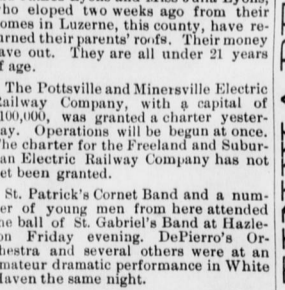 who eloped two weeks ago from their
omes in Luzerne, this county, have re-
urned their parents' roofs. Their money
ave out. They are all under 21 years
f age.
The Pottsville and Minersville Electric
ailway Company, with a capital of
100,000, was granted a charter yester-
ay. Operations will be begun at once.
he charter for the Freeland and Subur-
an Electric Railway Company has not
et been granted.
St. Patrick's Cornet Band and a num-
er of young men from here attended
he ball of St. Gabriel's Band at Hazle-
on Friday evening. DePierro's Or-
hestra and several others were at an
mateur dramatic performance in White
aven the same night.